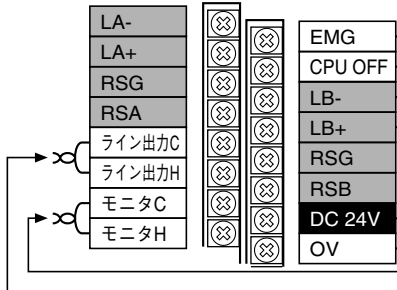 LA-
LA+
RSG
RSA
ライン出力C
ライン出力H
モニタC
モニタH
EMG
CPU OFF
LB-
LB+
RSG
RSB
DC 24V
OV